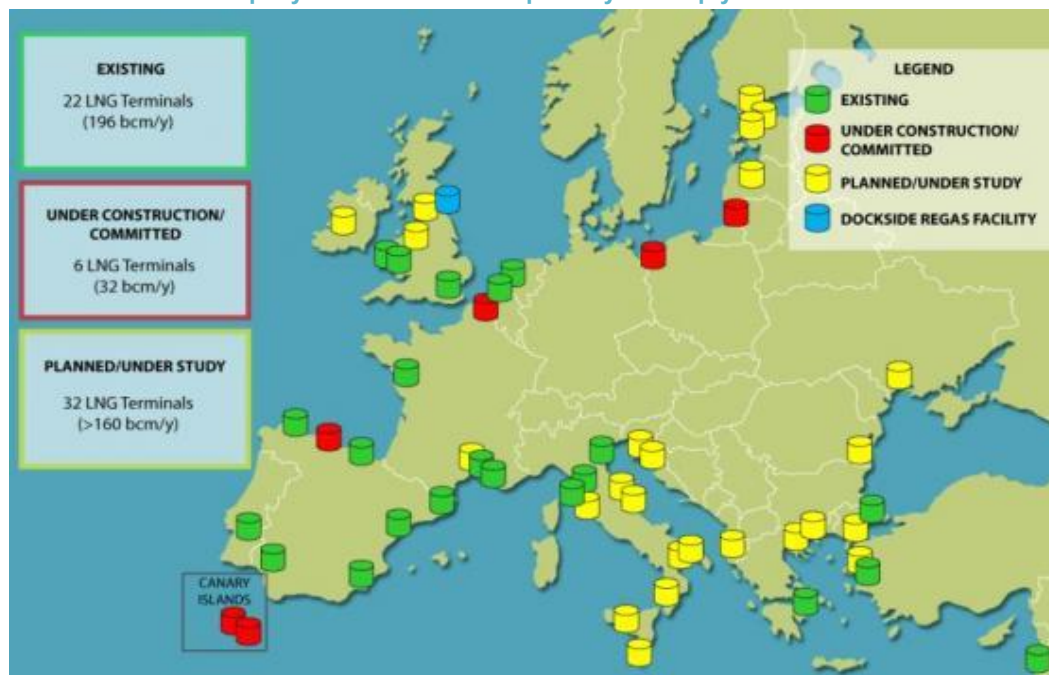 EXISTING
22 LNG Terminals
(196 bcm/y)
UNDER CONSTRUCTION/
COMMITTED
6 LNG Terminals
(32 bcm/y)
PLANNED/UNDER STUDY
32 LNG Terminals
(>160 bcm/y)
LEGEND
EXISTING
UNDER CONSTRUCTION/
COMMITTED
PLANNED/UNDER STUDY
DOCKSIDE REGAS FACILITY
CANARY
ISLANDS